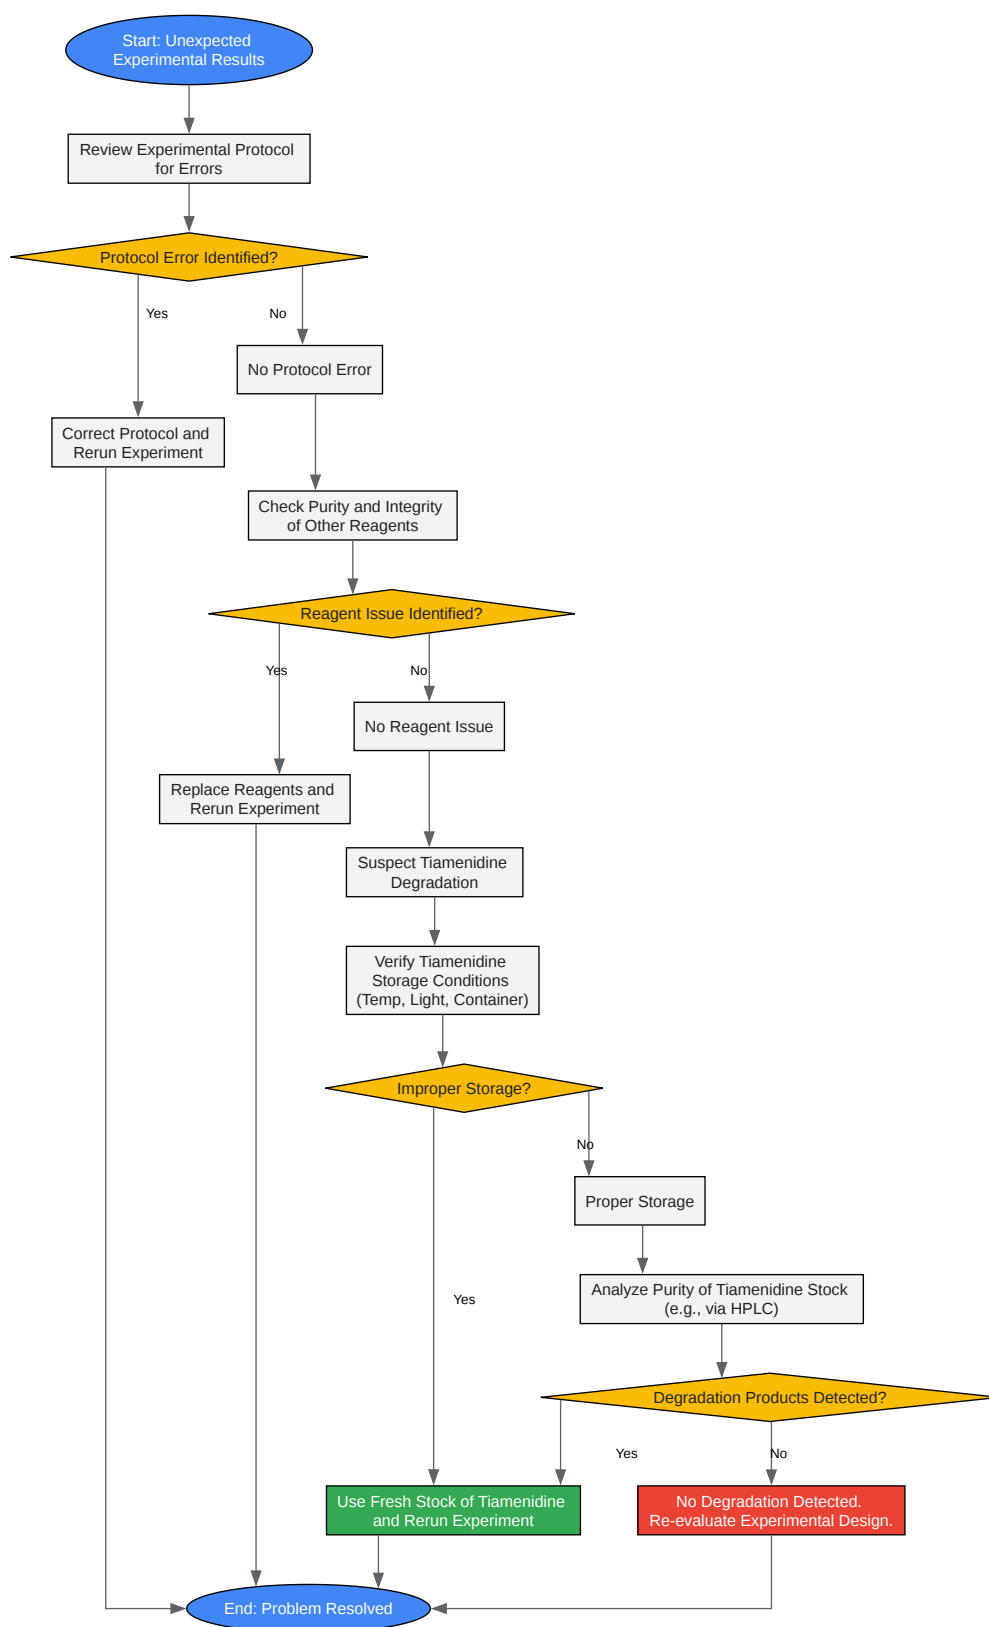 Start: Unexpected
Experimental Results
Review Experimental Protocol
for Errors
Protocol Error Identified?
Yes
No
No Protocol Error
Correct Protocol and
Rerun Experiment
Check Purity and Integrity
of Other Reagents
Reagent Issue Identified?
Yes
No
No Reagent Issue
Replace Reagents and
Rerun Experiment
Suspect Tiamenidine
Degradation
Verify Tiamenidine
Storage Conditions
(Temp, Light, Container)
Improper Storage?
No
Proper Storage
Yes
Analyze Purity of Tiamenidine Stock
(e.g., via HPLC)
Degradation Products Detected?
Yes
No
Use Fresh Stock of Tiamenidine
and Rerun Experiment
No Degradation Detected.
Re-evaluate Experimental Design.
End: Problem Resolved